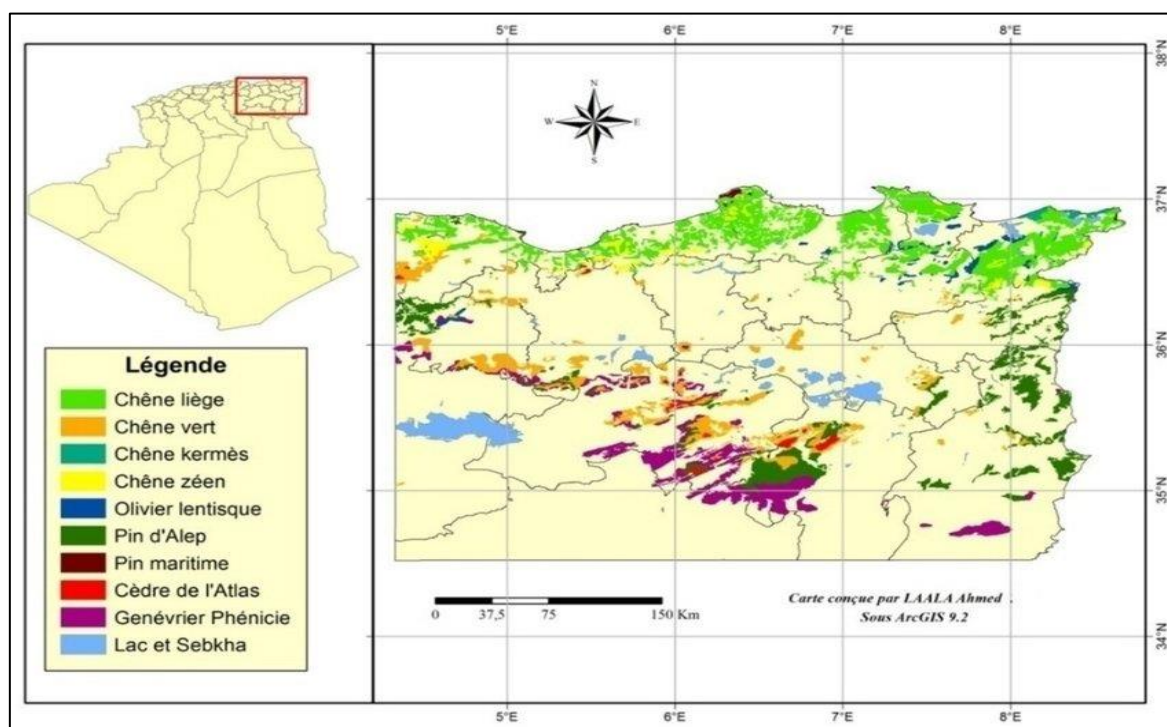 5°E 6°E 7°E 8°E
38°N
37°N
36°N
35°N
34°N
N
W E
S
Légende
Chêne liège
Chêne vert
Chêne kermès
Chêne zéen
Olivier lentisque
Pin d'Alep
Pin maritime
Cèdre de l'Atlas
Genévrier Phénicie
Lac et Sebkha
0 37,5 75 150 Km
Carte conçue par LAALA Ahmed .
Sous ArcGIS 9.2
5°E 6°E 7°E 8°E